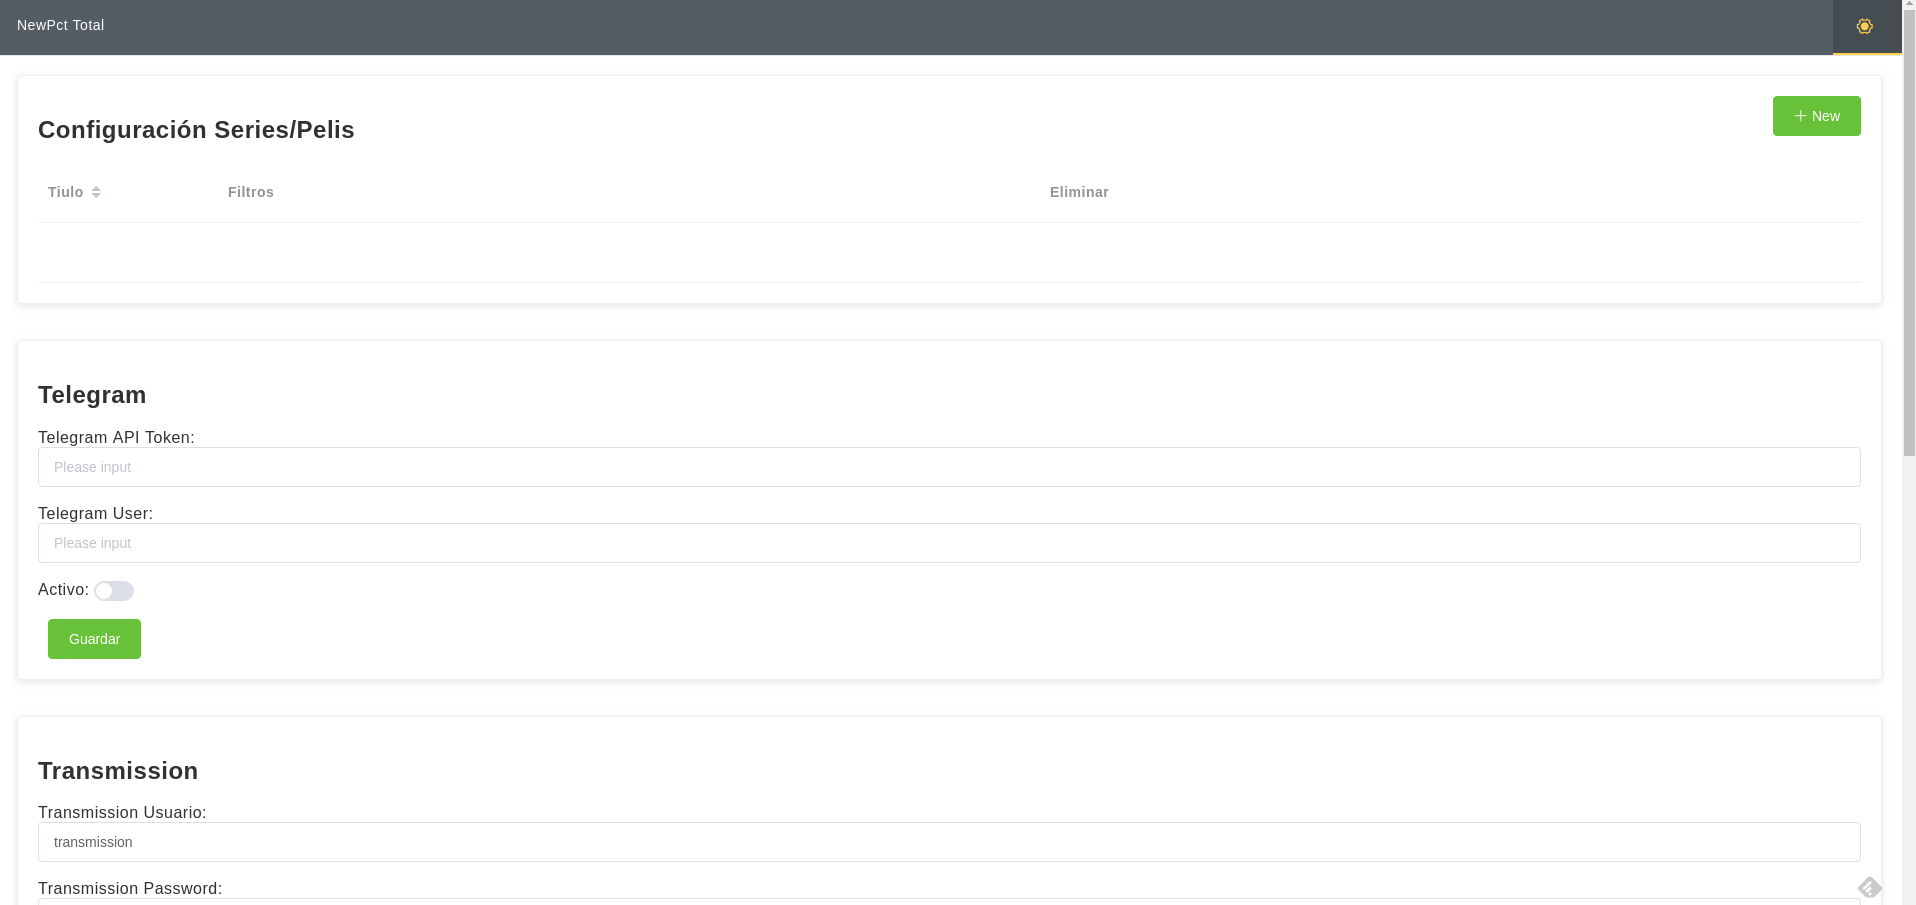 NewPct Total
Configuración Series/Pelis
New
Tiulo Filtros Eliminar
Telegram
Telegram API Token:
Please input
Telegram User:
Please input
Activo:
Guardar
Transmission
Transmission Usuario:
transmission
Transmission Password: